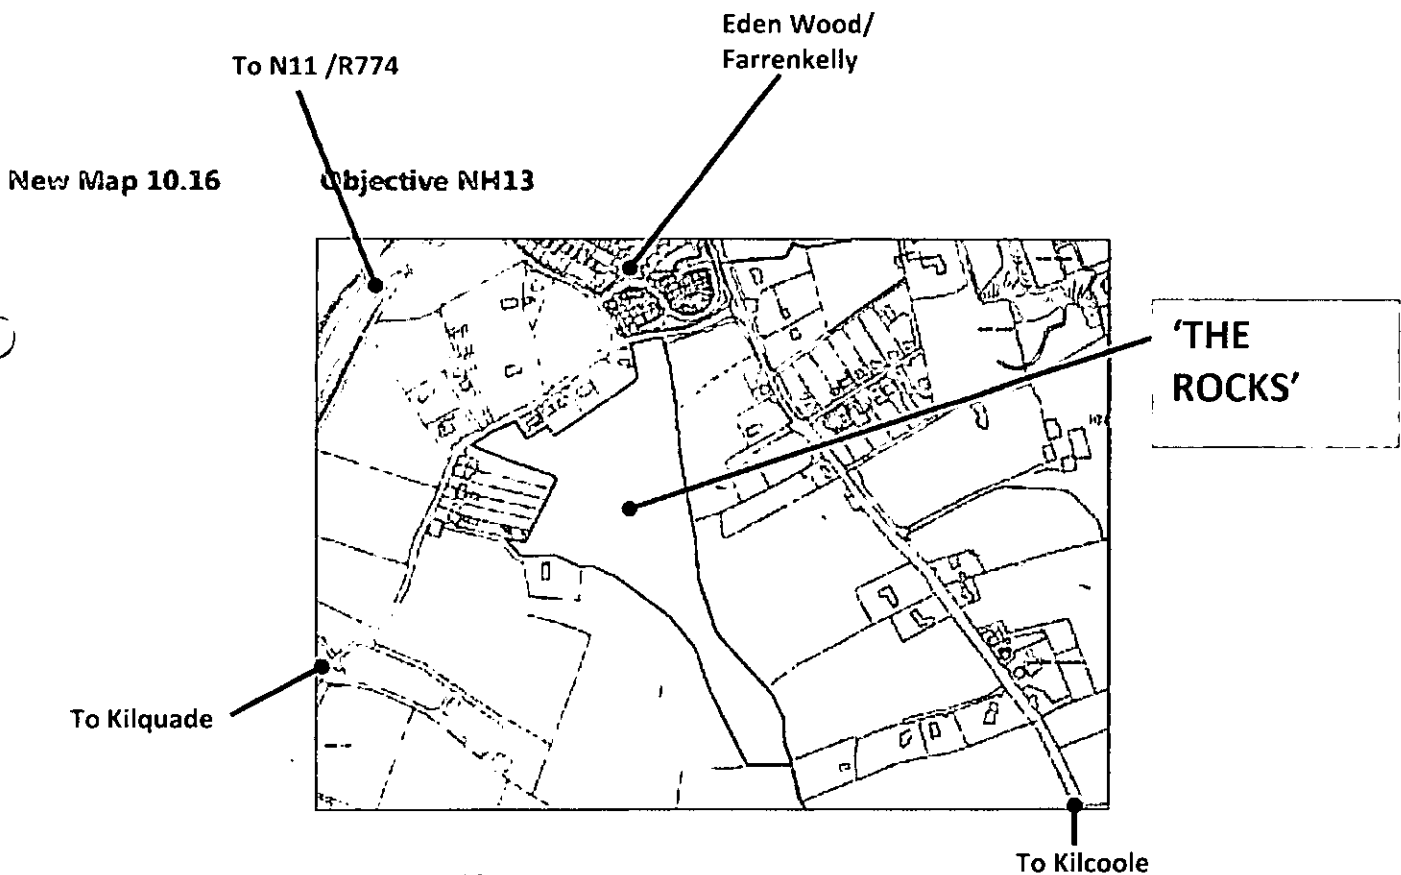 Eden Wood/
Farrenkelly
To N11 /R774
New Map 10.16 Objective NH13
'THE
ROCKS'
To Kilquade
To Kilcoole